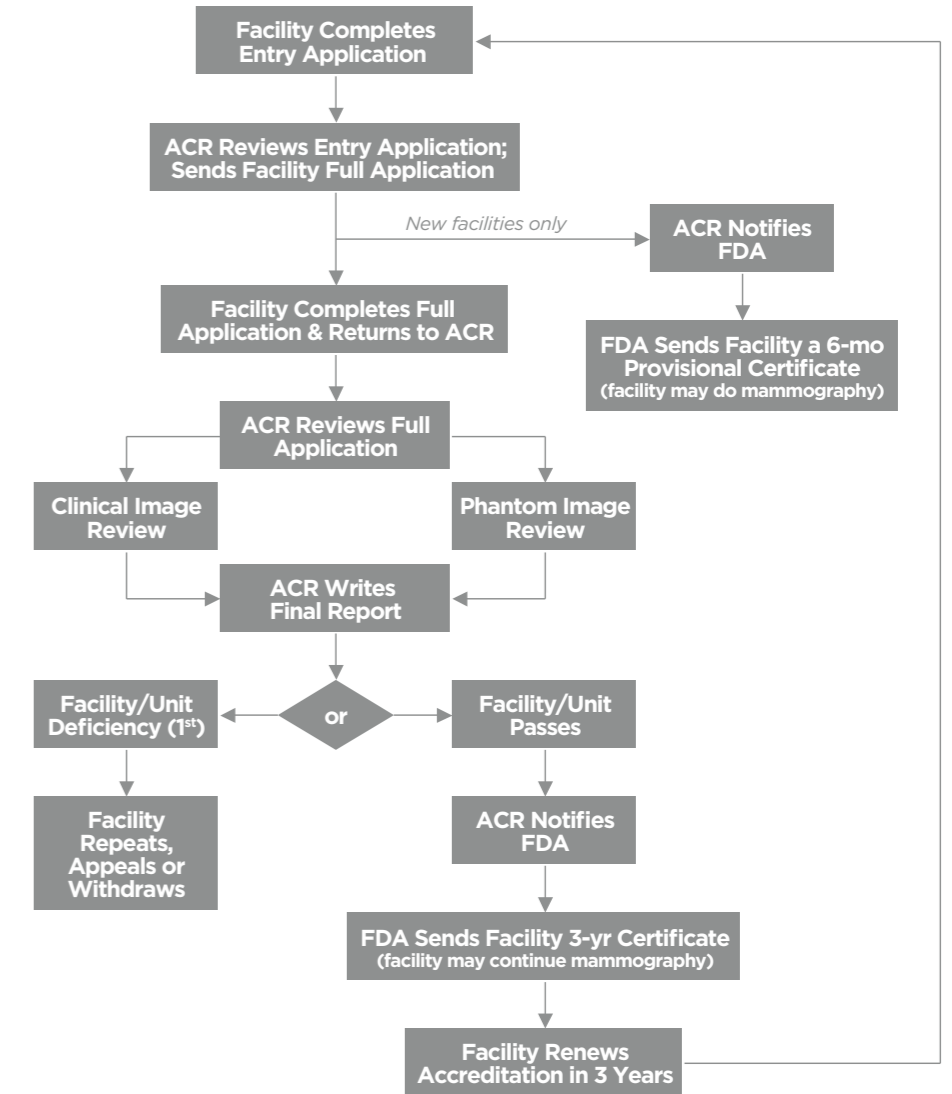 Facility Completes
Entry Application
ACR Reviews Entry Application;
Sends Facility Full Application
New facilities only
ACR Notifies
FDA
FDA Sends Facility a 6-mo
Provisional Certificate
(facility may do mammography)
Facility Completes Full
Application & Returns to ACR
ACR Reviews Full
Application
Clinical Image
Review
Phantom Image
Review
ACR Writes
Final Report
or
Facility/Unit
Deficiency (1st)
Facility
Repeats,
Appeals or
Withdraws
Facility/Unit
Passes
ACR Notifies
FDA
FDA Sends Facility 3-yr Certificate
(facility may continue mammography)
Facility Renews
Accreditation in 3 Years